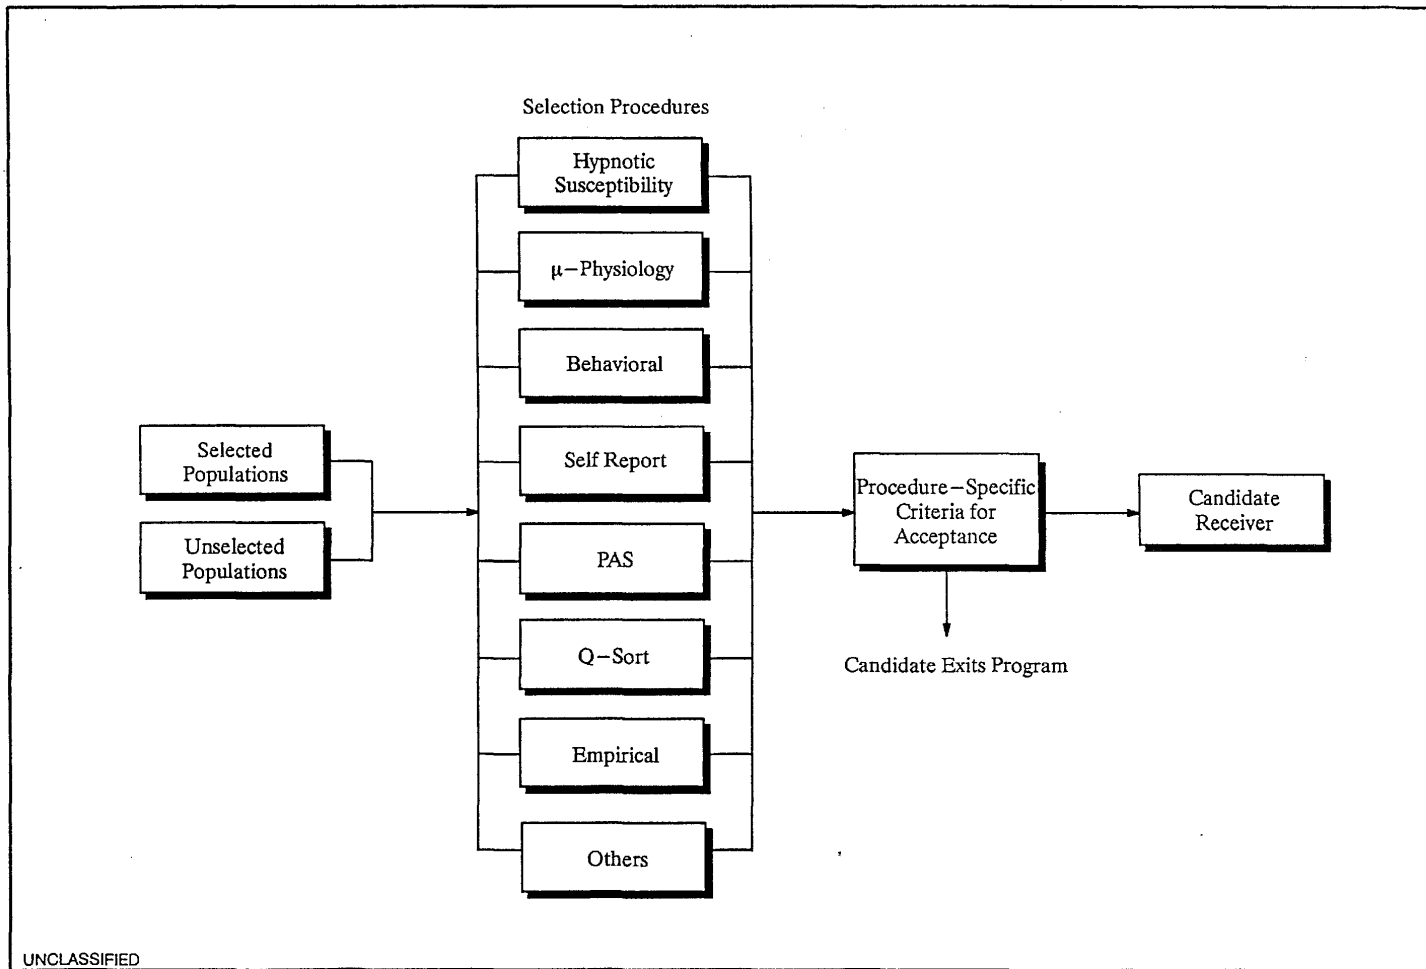 Selection Procedures
Hypnotic
Susceptibility
μ–Physiology
Behavioral
Selected
Populations
Self Report
Unselected
Populations
PAS
Q–Sort
Empirical
Others
Procedure–Specific
Criteria for
Acceptance
Candidate
Receiver
Candidate Exits Program
UNCLASSIFIED